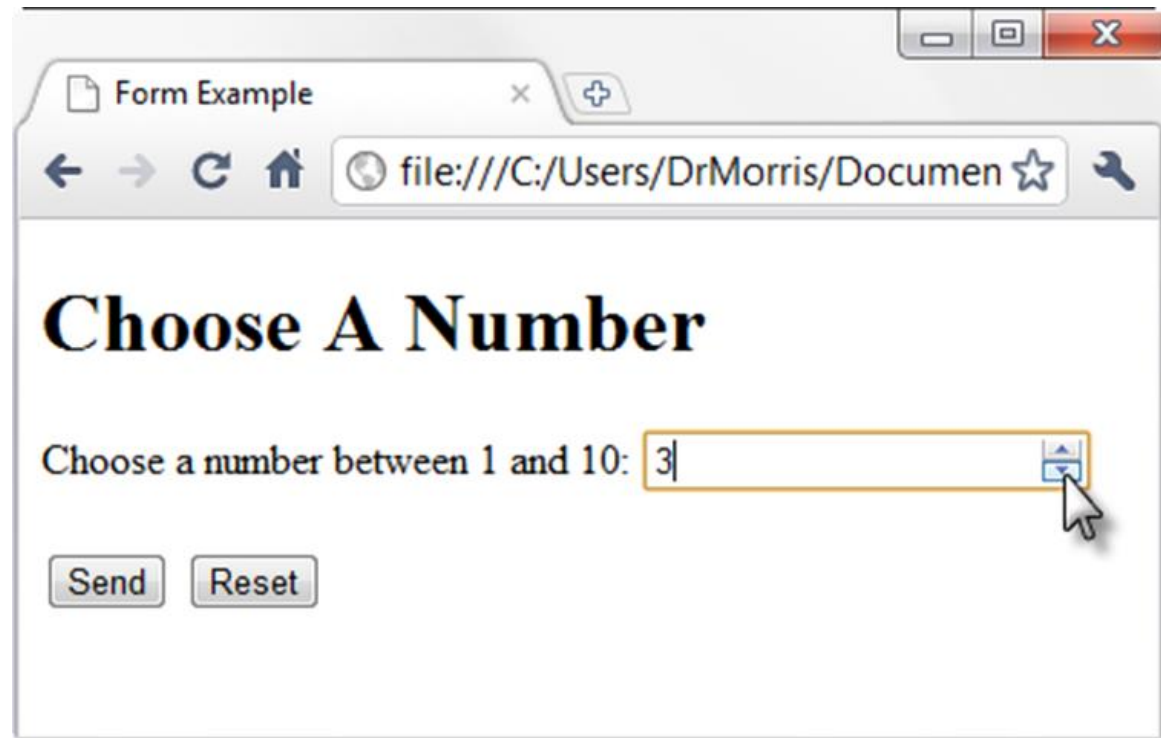 Form Example
file:///C:/Users/DrMorris/Documen
Choose A Number
Choose a number between 1 and 10: 3
Send Reset